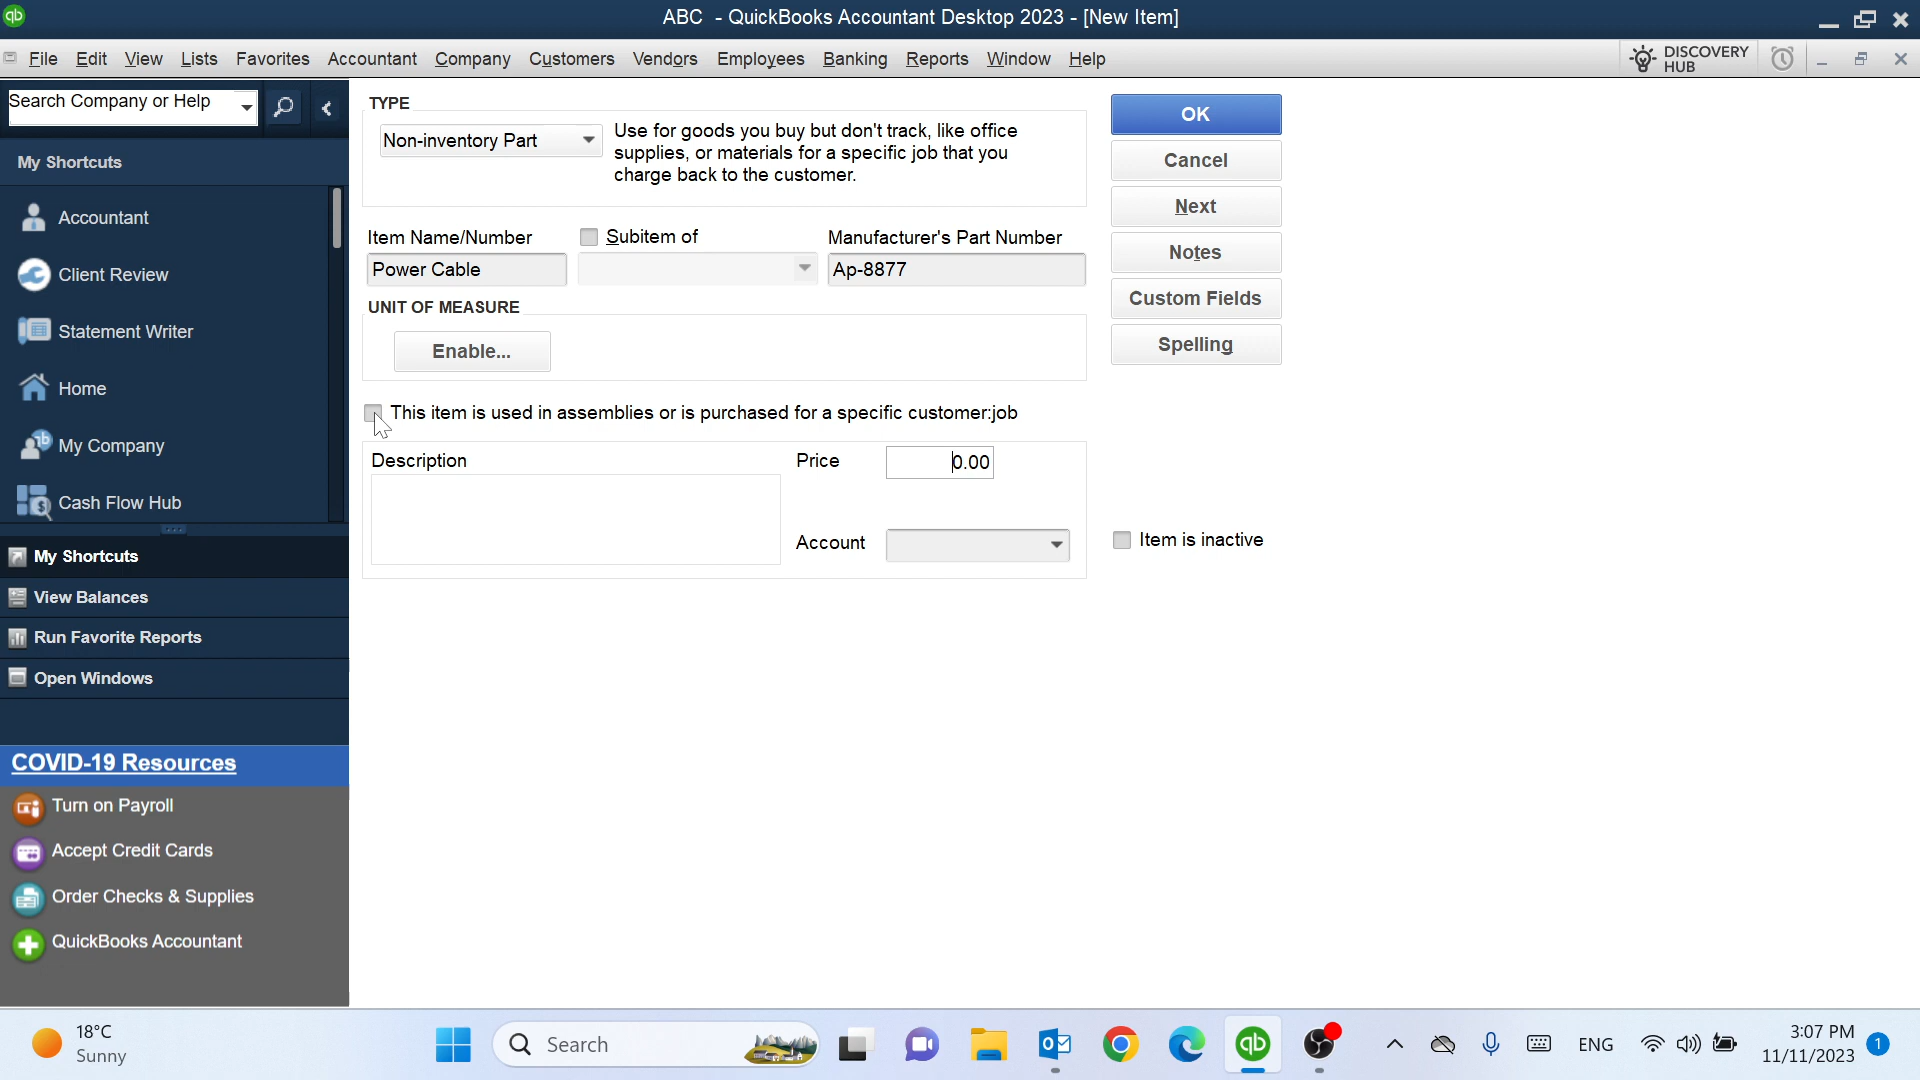 qb ABC - QuickBooks Accountant Desktop 2023 - [New Item]
File Edit View Lists Favorites Accountant Company Customers Vendors Employees Banking Reports Window Help
DISCOVERY
HUB
Search Company or Help
My Shortcuts
Accountant
Client Review
Statement Writer
Home
My Company
Cash Flow Hub
My Shortcuts
View Balances
Run Favorite Reports
Open Windows
COVID-19 Resources
Turn on Payroll
Accept Credit Cards
Order Checks & Supplies
QuickBooks Accountant
TYPE
Non-inventory Part
Use for goods you buy but don't track, like office
supplies, or materials for a specific job that you
charge back to the customer.
Item Name/Number Subitem of Manufacturer's Part Number
Power Cable Ap-8877
UNIT OF MEASURE
Enable...
This item is used in assemblies or is purchased for a specific customer:job
Description Price 0.00
Account
OK
Cancel
Next
Notes
Custom Fields
Spelling
Item is inactive
18°C
Sunny
Search
qb
ENG
3:07 PM
11/11/2023
1